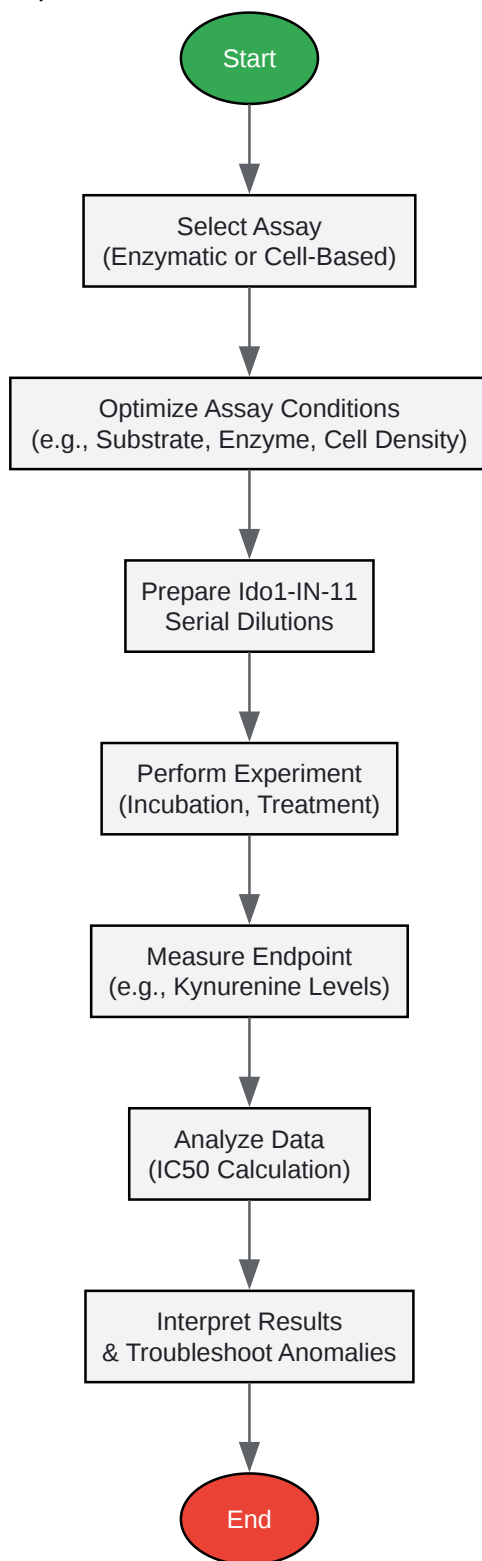 Start
Select Assay
(Enzymatic or Cell-Based)
Optimize Assay Conditions
(e.g., Substrate, Enzyme, Cell Density)
Prepare Ido1-IN-11
Serial Dilutions
Perform Experiment
(Incubation, Treatment)
Measure Endpoint
(e.g., Kynurenine Levels)
Analyze Data
(IC50 Calculation)
Interpret Results
& Troubleshoot Anomalies
End